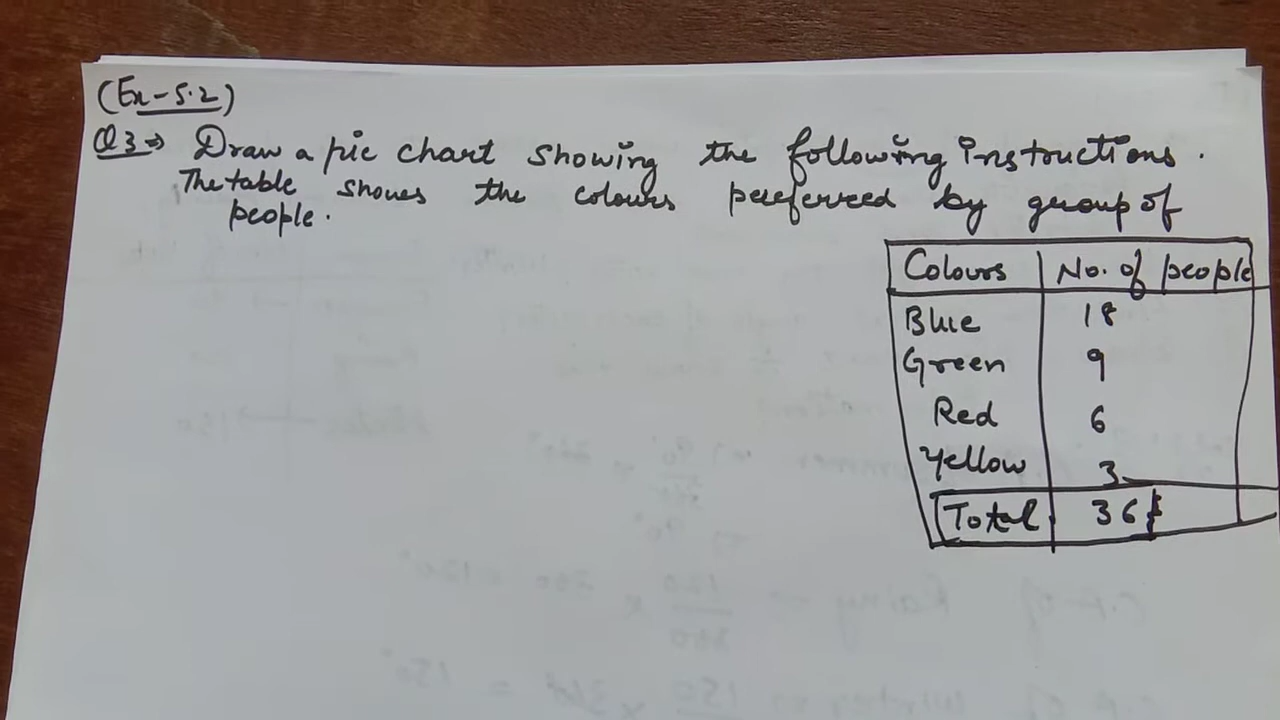 (Ex-5.2)
Q3⇒ Draw a pie chart showing the following instructions.
The table shows the colours preferred by group of
people.
Colours No. of people
Blue 18
Green 9
Red 6
Yellow 3
Total 36